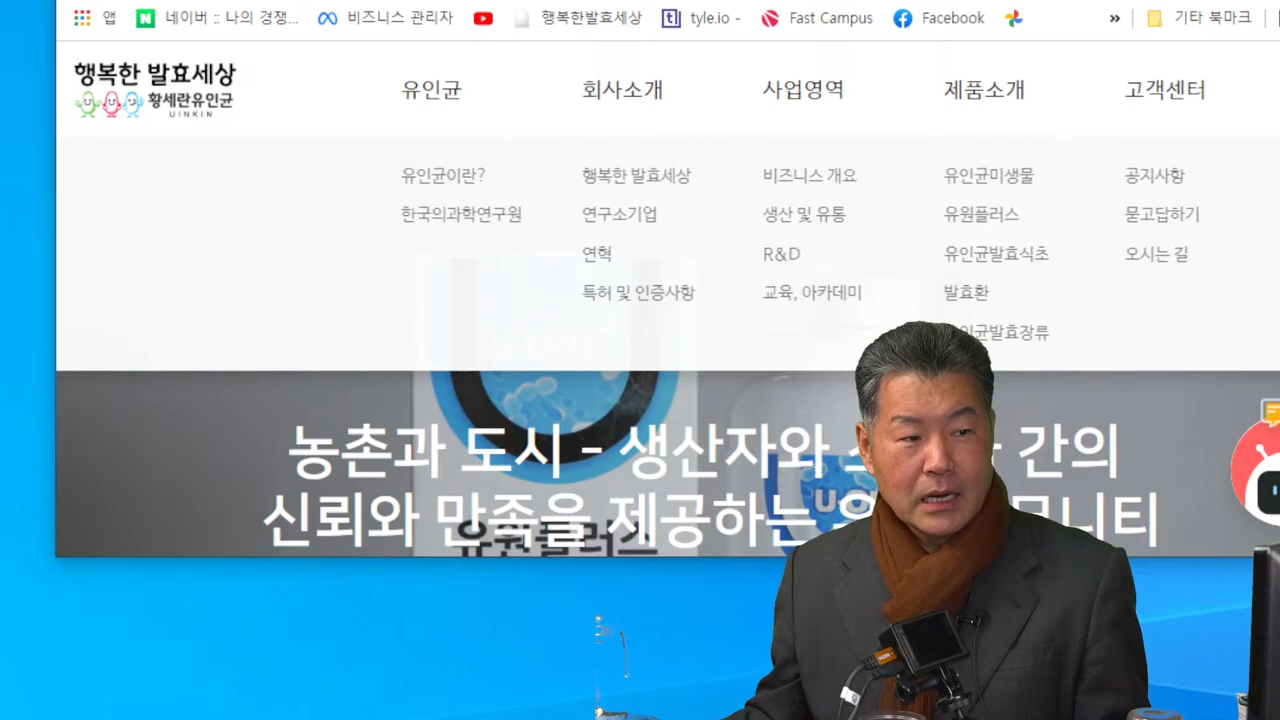 앱 네이버 :: 나의 경쟁... 비즈니스 관리자 행복한발효세상 tyle.io - Fast Campus Facebook » 기타 북마크
행복한 발효세상
황세란유인균
UINKIN
유인균 회사소개 사업영역 제품소개 고객센터
유인균이란? 행복한 발효세상 비즈니스 개요 유인균미생물 공지사항
한국의과학연구원 연구소기업 생산 및 유통 유원플러스 묻고답하기
연혁 R&D 유인균발효식초 오시는 길
특허 및 인증사항 교육, 아카데미 발효환
인균발효장류
농촌과 도시 - 생산자와 간의
신뢰와 만족을 제공하는
유원플러스